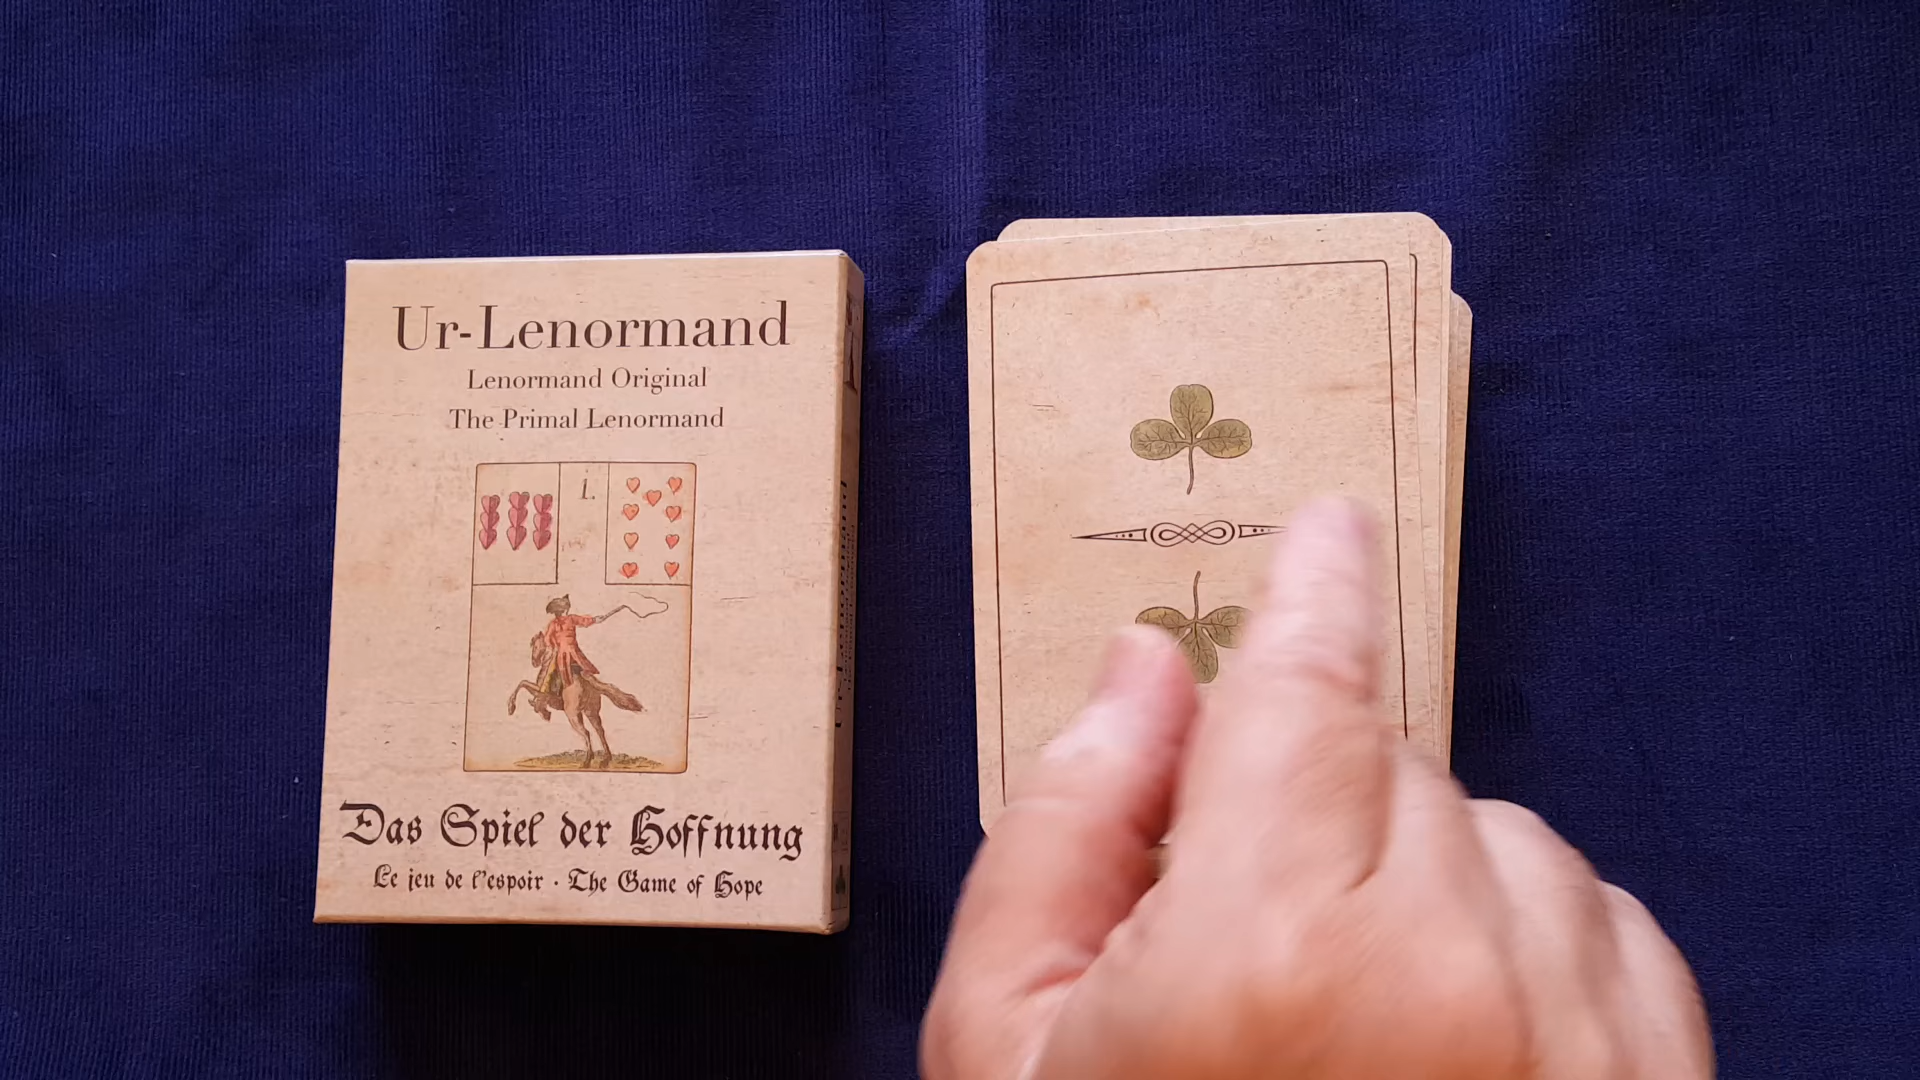 Ur-Lenormand
Lenormand Original
The Primal Lenormand
1.
Das Spiel der Hoffnung
Le jeu de l'espoir · The Game of Hope